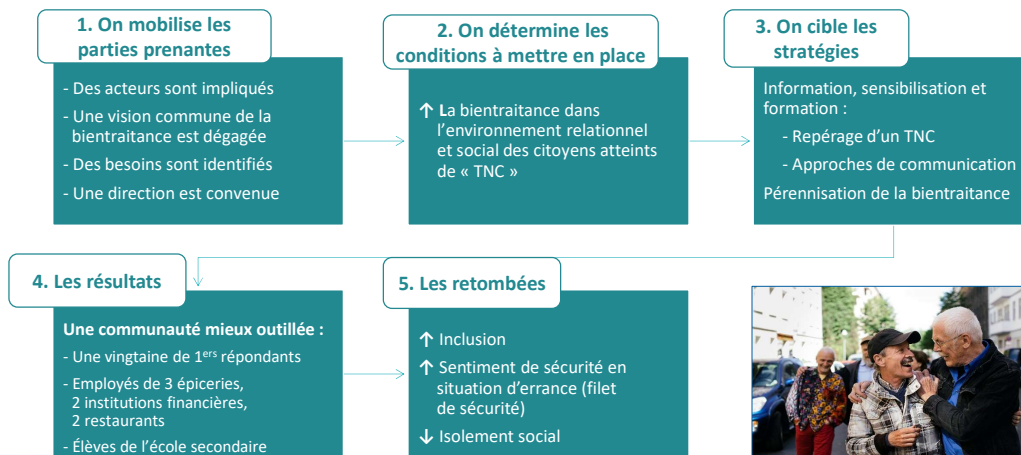 1. On mobilise les
parties prenantes
- Des acteurs sont impliqués
- Une vision commune de la
bientraitance est dégagée
- Des besoins sont identifiés
- Une direction est convenue
2. On détermine les
conditions à mettre en place
↑ La bientraitance dans
l'environnement relationnel
et social des citoyens atteints
de « TNC »
3. On cible les
stratégies
Information, sensibilisation et
formation :
- Repérage d'un TNC
- Approches de communication
Pérennisation de la bientraitance
4. Les résultats
Une communauté mieux outillée :
- Une vingtaine de 1ers répondants
- Employés de 3 épiceries,
2 institutions financières,
2 restaurants
- Élèves de l'école secondaire
5. Les retombées
↑ Inclusion
↑ Sentiment de sécurité en
situation d'errance (filet
de sécurité)
↓ Isolement social